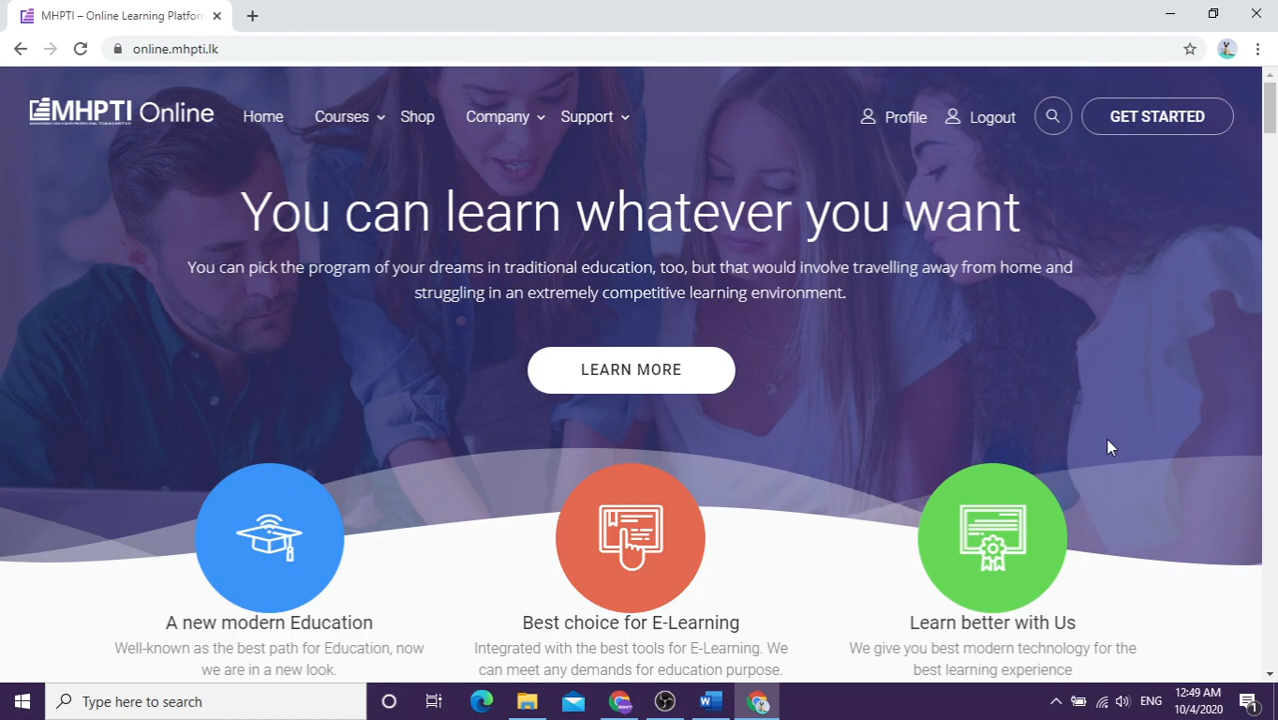 MHPTI – Online Learning Platfor
online.mhpti.lk
MHPTI Online
Home
Courses
Shop
Company
Support
Profile
Logout
GET STARTED
You can learn whatever you want
You can pick the program of your dreams in traditional education, too, but that would involve travelling away from home and
struggling in an extremely competitive learning environment.
LEARN MORE
A new modern Education
Well-known as the best path for Education, now
we are in a new look.
Best choice for E-Learning
Integrated with the best tools for E-Learning. We
can meet any demands for education purpose.
Learn better with Us
We give you best modern technology for the
best learning experience
Type here to search
ENG
12:49 AM
10/4/2020
1